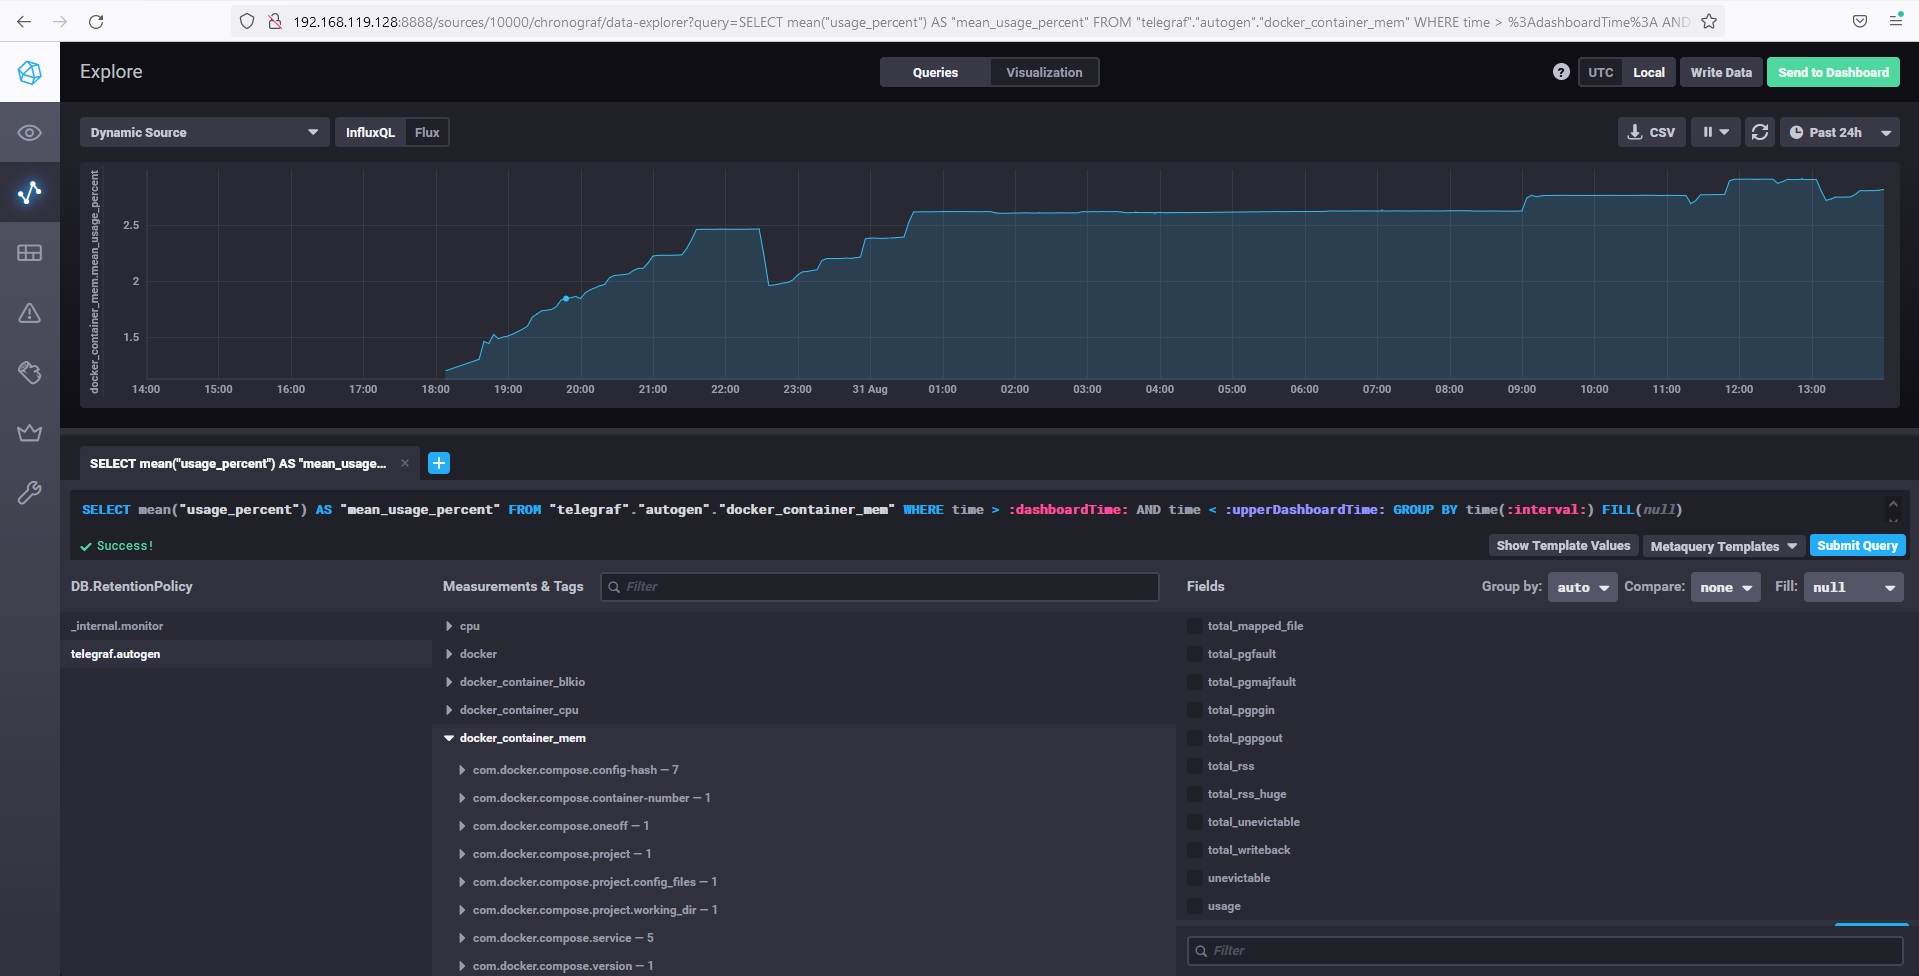 192.168.119.128:8888/sources/10000/chronograf/data-explorer?query=SELECT mean("usage_percent") AS "mean_usage_percent" FROM "telegraf"."autogen"."docker_container_mem" WHERE time > %3AdashboardTime%3A AND
Explore
Queries
Visualization
?
UTC
Local
Write Data
Send to Dashboard
Dynamic Source
InfluxQL
Flux
CSV
Past 24h
docker_container_mem.mean_usage_percent
2.5
2
1.5
14:00 15:00 16:00 17:00 18:00 19:00 20:00 21:00 22:00 23:00 31 Aug 01:00 02:00 03:00 04:00 05:00 06:00 07:00 08:00 09:00 10:00 11:00 12:00 13:00
SELECT mean("usage_percent") AS "mean_usage...
SELECT mean("usage_percent") AS "mean_usage_percent" FROM "telegraf"."autogen"."docker_container_mem" WHERE time > :dashboardTime: AND time < :upperDashboardTime: GROUP BY time(:interval:) FILL(null)
Success!
Show Template Values
Metaquery Templates
Submit Query
DB.RetentionPolicy
_internal.monitor
telegraf.autogen
Measurements & Tags
Filter
cpu
docker
docker_container_blkio
docker_container_cpu
docker_container_mem
com.docker.compose.config-hash — 7
com.docker.compose.container-number — 1
com.docker.compose.oneoff — 1
com.docker.compose.project — 1
com.docker.compose.project.config_files — 1
com.docker.compose.project.working_dir — 1
com.docker.compose.service — 5
com.docker.compose.version — 1
Fields
Group by: auto
Compare: none
Fill: null
total_mapped_file
total_pgfault
total_pgmajfault
total_pgpgin
total_pgpgout
total_rss
total_rss_huge
total_unevictable
total_writeback
unevictable
usage
Filter